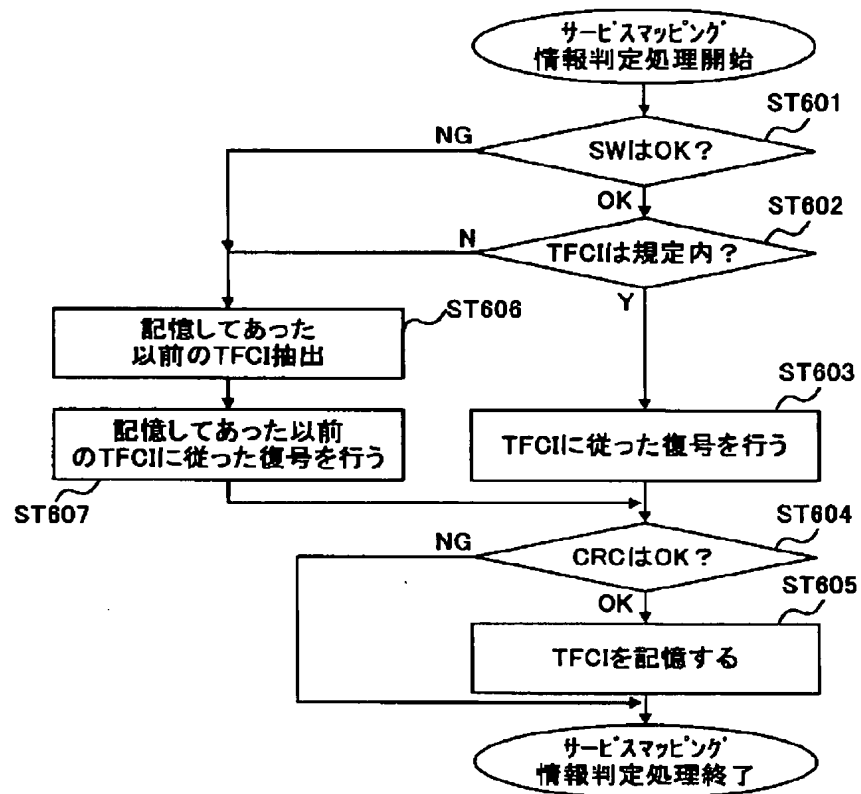 サービスマッピング
情報判定処理開始
ST601
NG
SWはOK？
OK
ST602
N
TFCIは規定内？
Y
ST606
記憶してあった
以前のTFCI抽出
ST603
記憶してあった以前
のTFCIに従った復号を行う
TFCIに従った復号を行う
ST607
ST604
NG
CRCはOK？
OK
ST605
TFCIを記憶する
サービスマッピング
情報判定処理終了